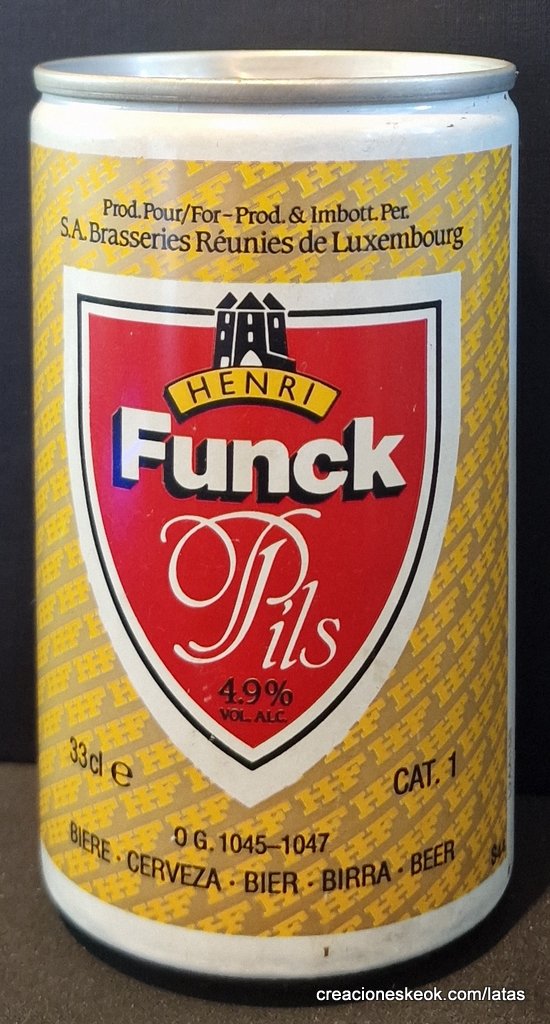 Prod. Pour/For - Prod. & Imbott. Per.
S.A. Brasseries Réunies de Luxembourg
HENRI
Funck
Pils
4.9%
VOL. ALC.
33cl e
CAT. 1
O G. 1045-1047
BIERE · CERVEZA · BIER · BIRRA · BEER
creacioneskeok.com/latas